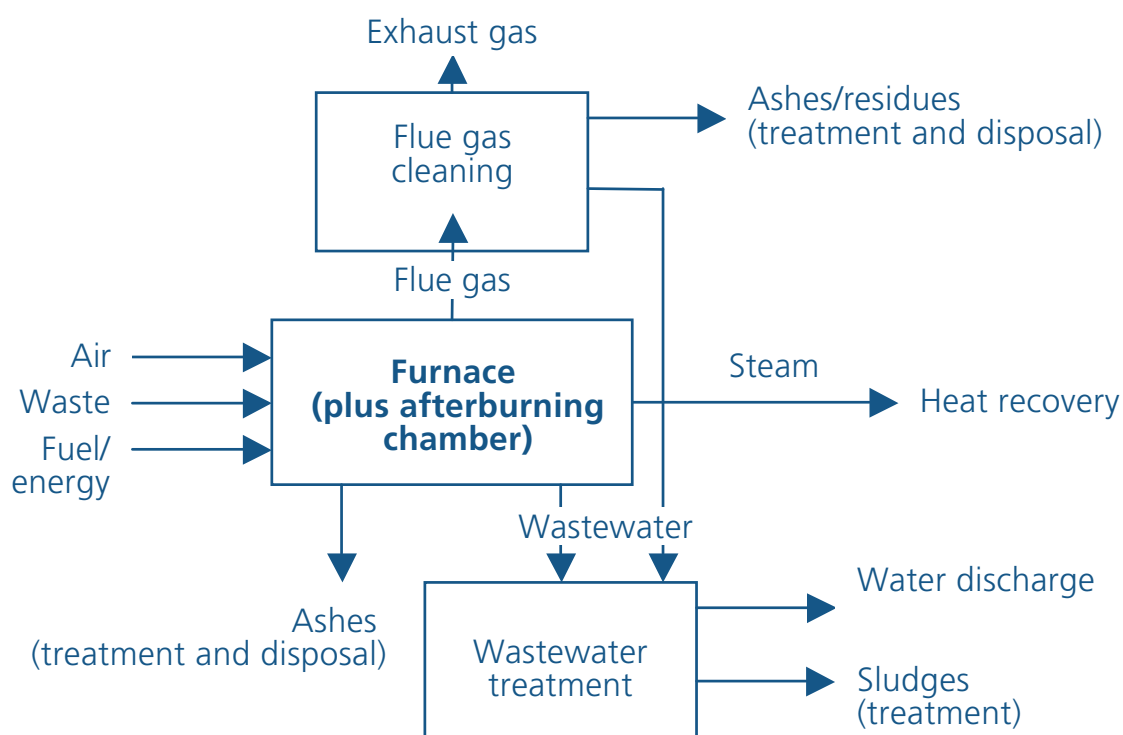 Exhaust gas
Flue gas
cleaning
Ashes/residues
(treatment and disposal)
Flue gas
Air
Waste
Fuel/
energy
Furnace
(plus afterburning
chamber)
Steam
Heat recovery
Wastewater
Ashes
(treatment and disposal)
Wastewater
treatment
Water discharge
Sludges
(treatment)